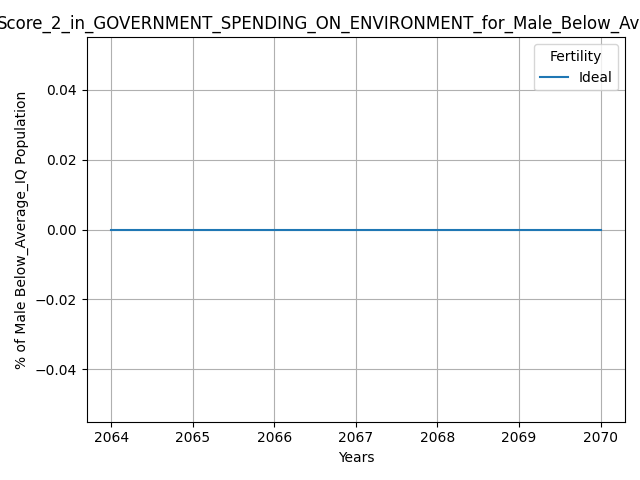 Score_2_in_GOVERNMENT_SPENDING_ON_ENVIRONMENT_for_Male_Below_Av
Fertility
Ideal
0.04
0.02
0.00
−0.02
−0.04
% of Male Below_Average_IQ Population
2064 2065 2066 2067 2068 2069 2070
Years